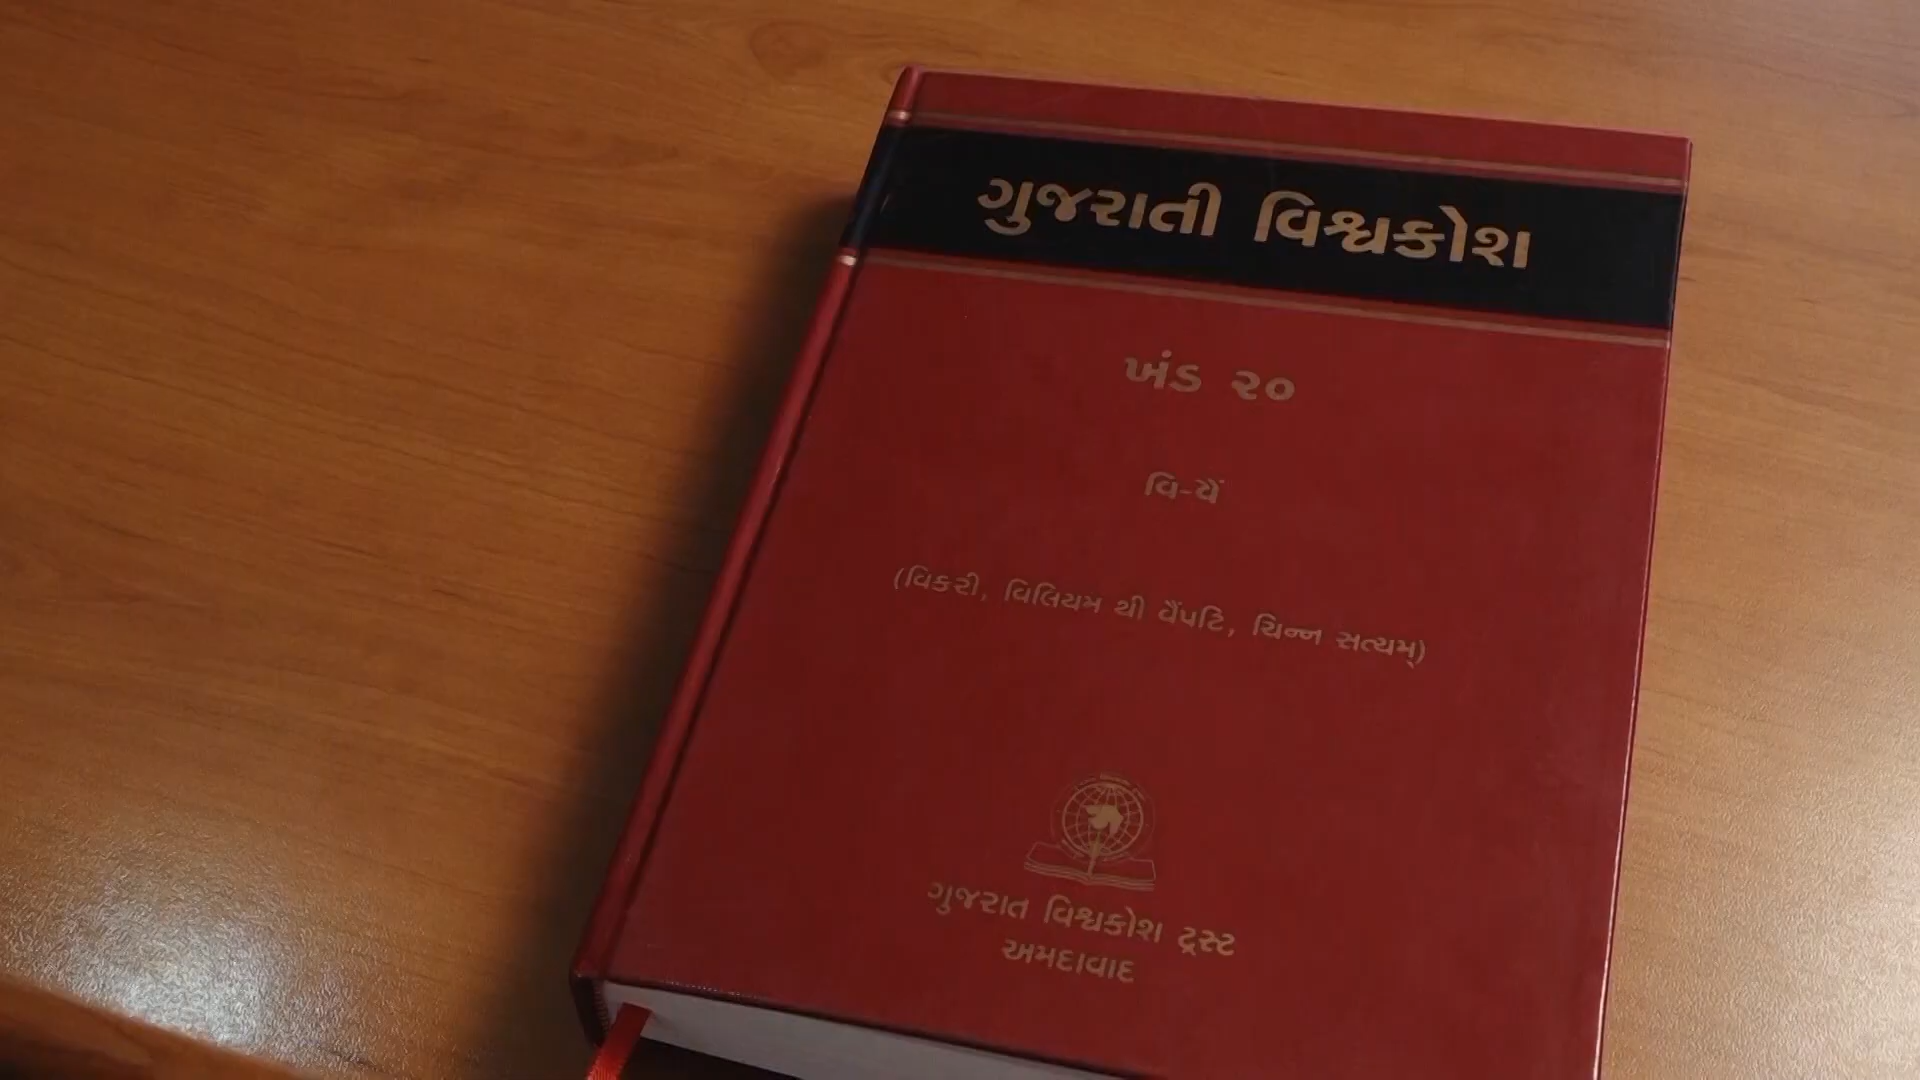 ગુજરાતી વિશ્વકોશ
ખંડ ૨૦
વિ-વૈં
(વિકરી, વિલિયમ થી વૈંપટિ, ચિન્ન સત્યમ્)
ગુજરાત વિશ્વકોશ ટ્રસ્ટ
અમદાવાદ